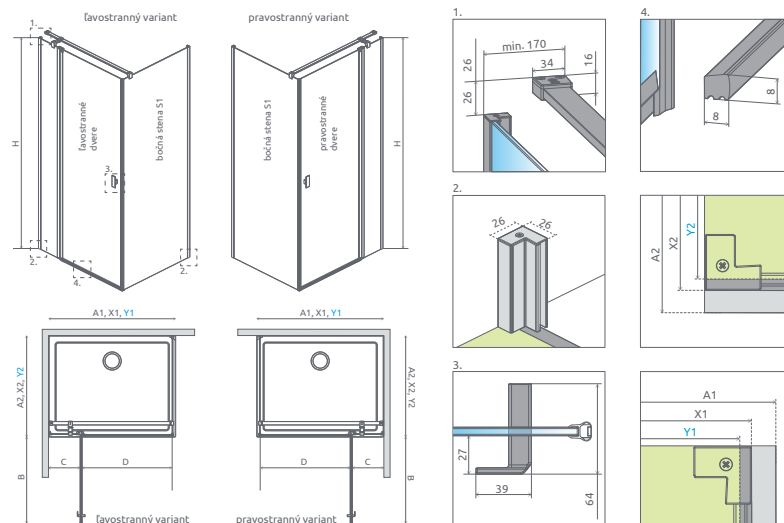 ľavostranný variant
pravostranný variant
1.
H
ľavostranné
dvere
bočná stena S1
3.
2.
4.
2.
bočná stena S1
pravostranné
dvere
H
A1, X1, Y1
A2, X2, Y2
C
D
B
ľavostranný variant
A1, X1, Y1
A2, X2, Y2
D
C
B
pravostranný variant
1.
min. 170
34
16
26
26
4.
8
8
2.
26
26
A2
X2
Y2
3.
27
39
64
A1
X1
Y1